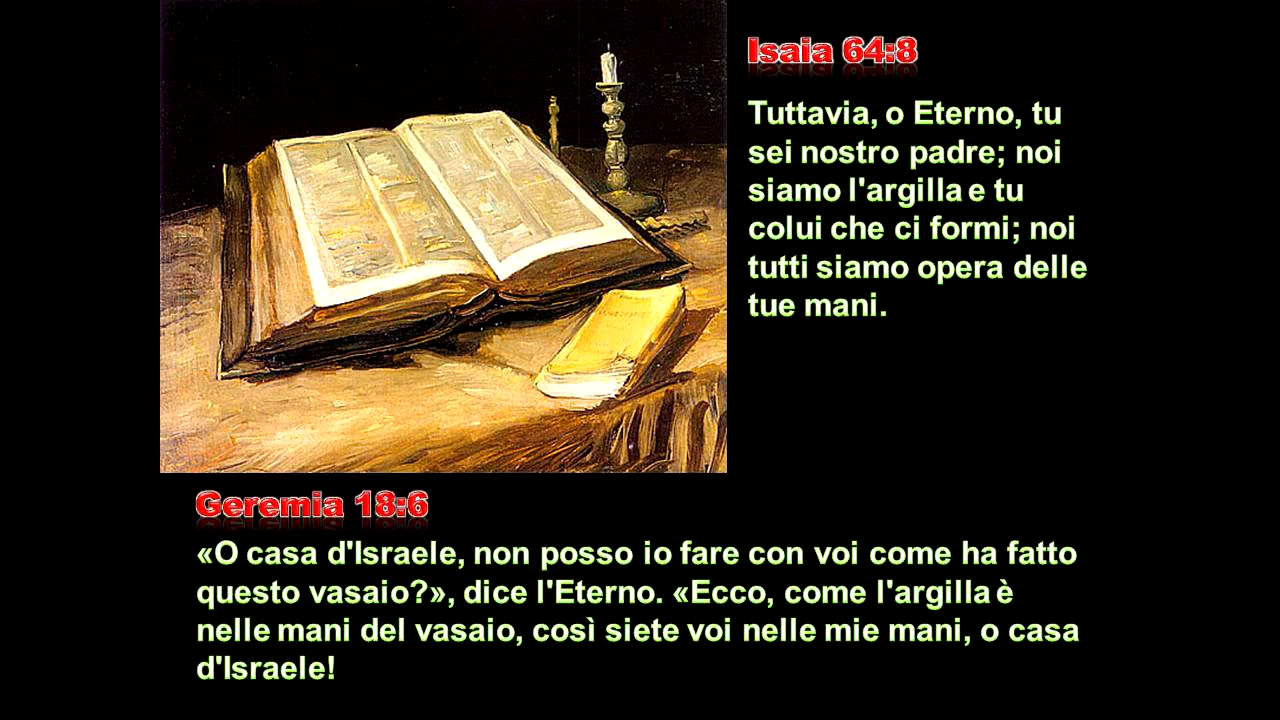 Isaia 64:8
Tuttavia, o Eterno, tu
sei nostro padre; noi
siamo l'argilla e tu
colui che ci formi; noi
tutti siamo opera delle
tue mani.
Geremia 18:6
«O casa d'Israele, non posso io fare con voi come ha fatto
questo vasaio?», dice l'Eterno. «Ecco, come l'argilla è
nelle mani del vasaio, così siete voi nelle mie mani, o casa
d'Israele!